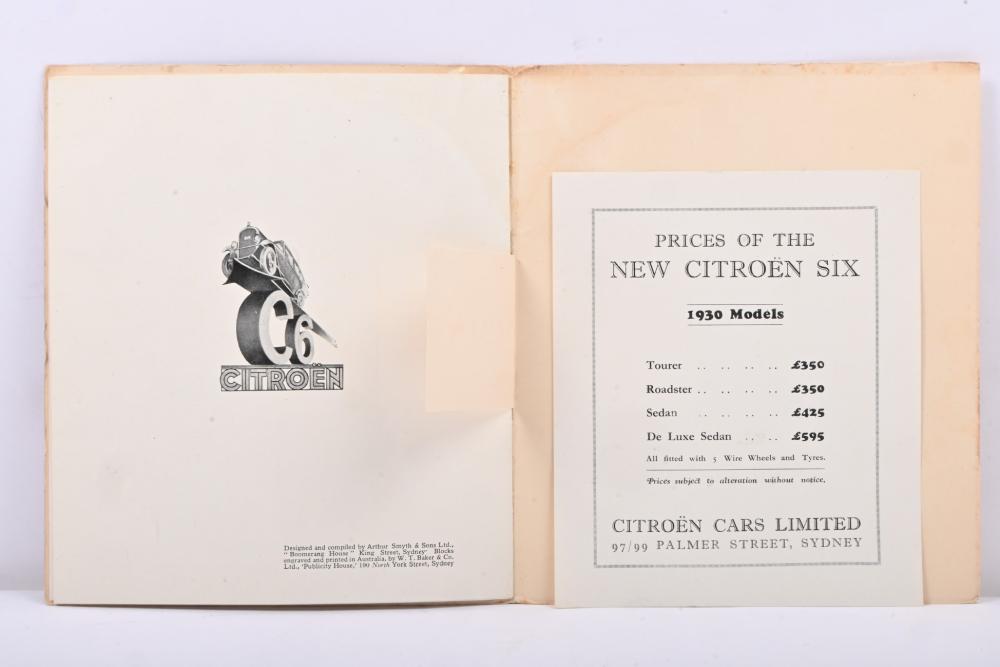 C6
CITROËN
Designed and compiled by Arthur Smyth & Sons Ltd.,
"Boomerang House" King Street, Sydney' Blocks
engraved and printed in Australia, by W. T. Baker & Co.
Ltd., 'Publicity House,' 190 North York Street, Sydney
PRICES OF THE
NEW CITROËN SIX
1930 Models
Tourer .. .. .. .. £350
Roadster .. .. .. .. £350
Sedan .. .. .. .. £425
De Luxe Sedan .. .. £595
All fitted with 5 Wire Wheels and Tyres.
Prices subject to alteration without notice.
CITROËN CARS LIMITED
97/99 PALMER STREET, SYDNEY